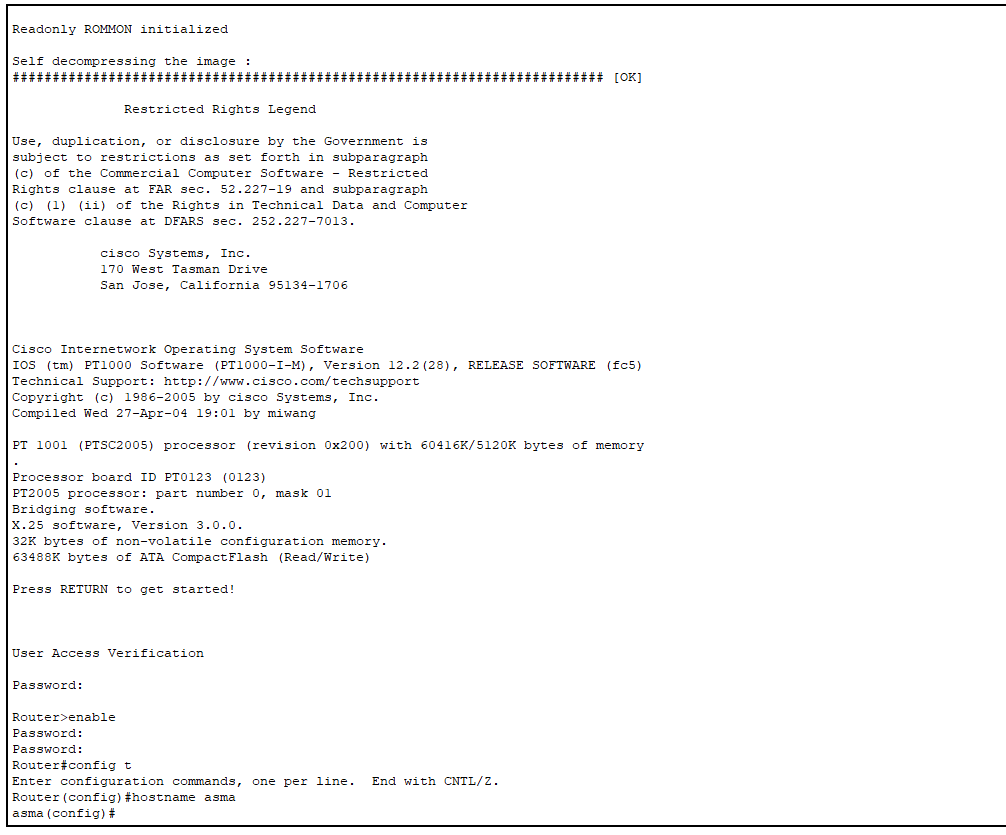 Readonly ROMMON initialized
Self decompressing the image :
########################################################################## [OK]
Restricted Rights Legend
Use, duplication, or disclosure by the Government is
subject to restrictions as set forth in subparagraph
(c) of the Commercial Computer Software - Restricted
Rights clause at FAR sec. 52.227-19 and subparagraph
(c) (1) (ii) of the Rights in Technical Data and Computer
Software clause at DFARS sec. 252.227-7013.
cisco Systems, Inc.
170 West Tasman Drive
San Jose, California 95134-1706
Cisco Internetwork Operating System Software
IOS (tm) PT1000 Software (PT1000-I-M), Version 12.2(28), RELEASE SOFTWARE (fc5)
Technical Support: http://www.cisco.com/techsupport
Copyright (c) 1986-2005 by cisco Systems, Inc.
Compiled Wed 27-Apr-04 19:01 by miwang
PT 1001 (PTSC2005) processor (revision 0x200) with 60416K/5120K bytes of memory
.
Processor board ID PT0123 (0123)
PT2005 processor: part number 0, mask 01
Bridging software.
X.25 software, Version 3.0.0.
32K bytes of non-volatile configuration memory.
63488K bytes of ATA CompactFlash (Read/Write)
Press RETURN to get started!
User Access Verification
Password:
Router>enable
Password:
Password:
Router#config t
Enter configuration commands, one per line.  End with CNTL/Z.
Router(config)#hostname asma
asma(config)#